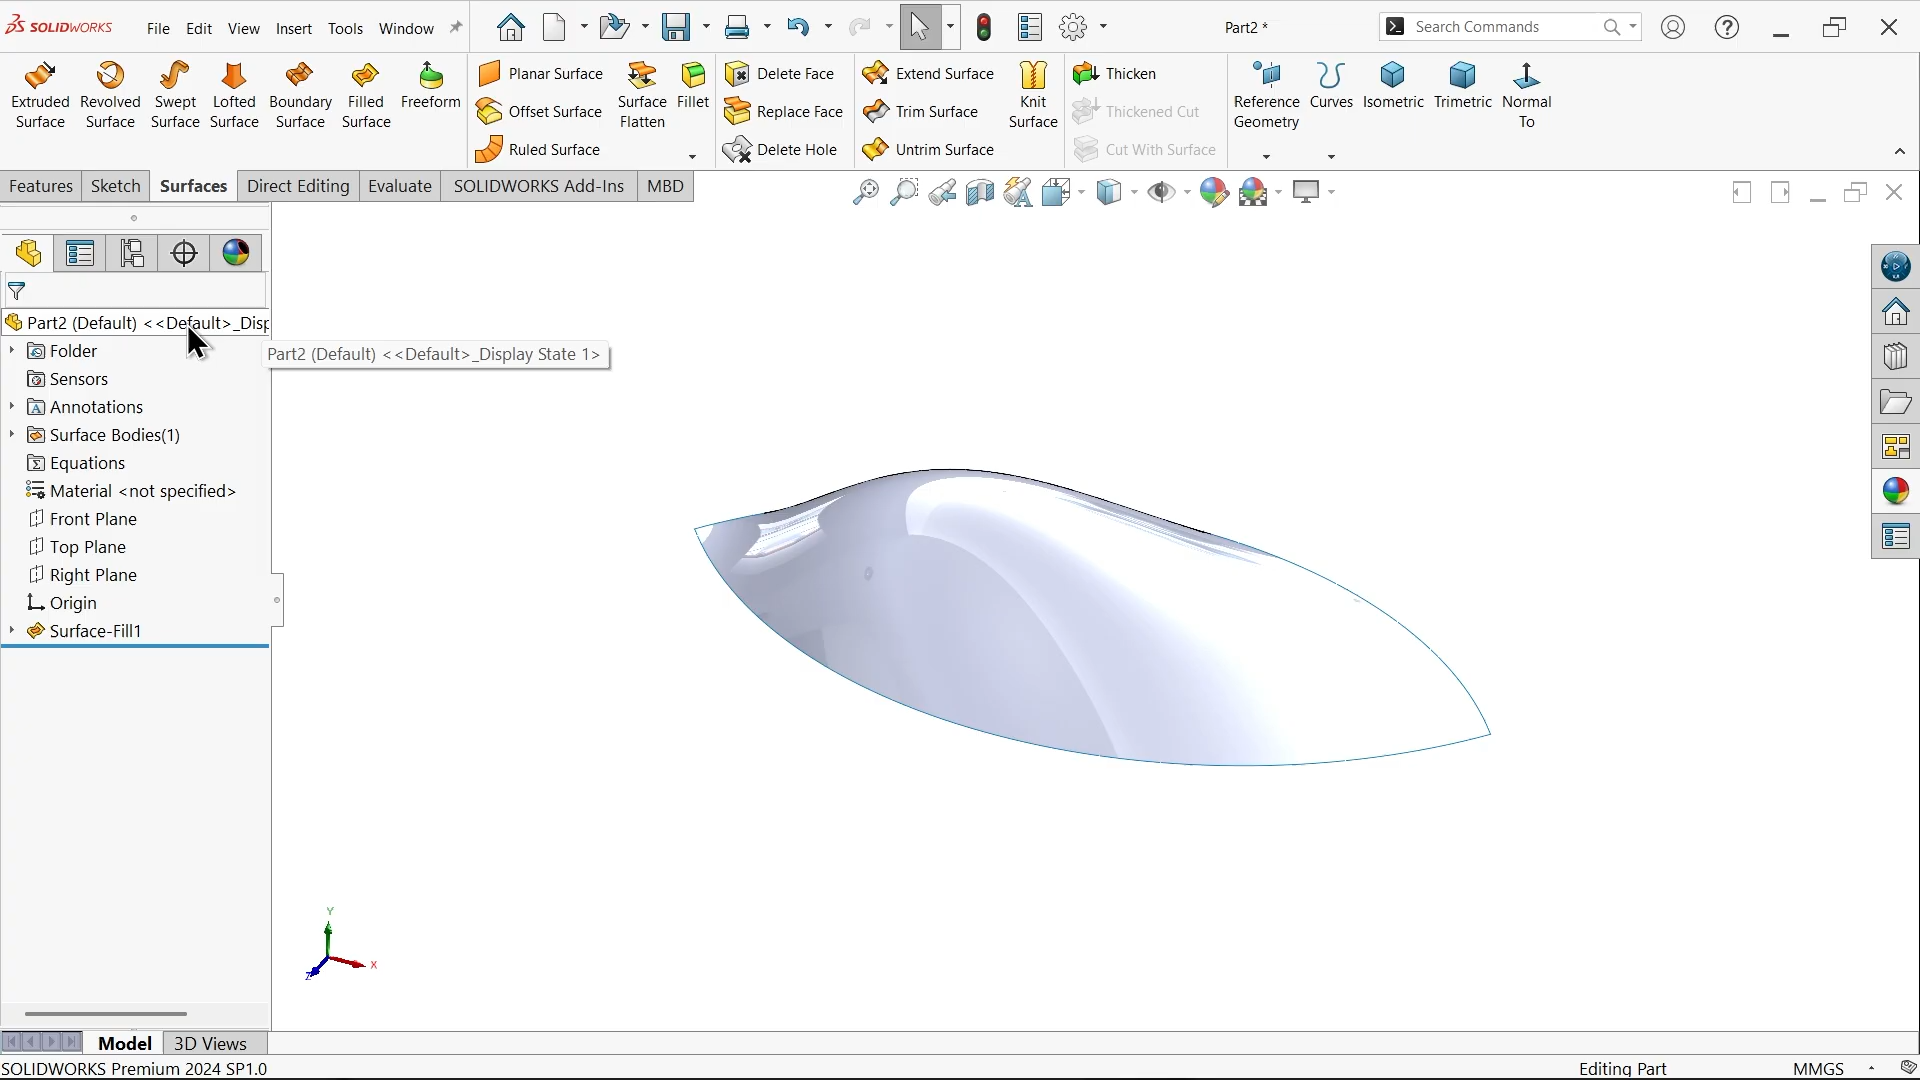 SOLIDWORKS File Edit View Insert Tools Window Part2 * Search Commands
Extruded Surface
Revolved Surface
Swept Surface
Lofted Surface
Boundary Surface
Filled Surface
Freeform
Planar Surface
Offset Surface
Ruled Surface
Surface Flatten
Fillet
Delete Face
Replace Face
Delete Hole
Extend Surface
Trim Surface
Untrim Surface
Knit Surface
Thicken
Thickened Cut
Cut With Surface
Reference Geometry
Curves
Isometric
Trimetric
Normal To
Features Sketch Surfaces Direct Editing Evaluate SOLIDWORKS Add-Ins MBD
Part2 (Default) <<Default>_Disp
Part2 (Default) <<Default>_Display State 1>
Folder
Sensors
Annotations
Surface Bodies(1)
Equations
Material <not specified>
Front Plane
Top Plane
Right Plane
Origin
Surface-Fill1
Y
X
Z
Model 3D Views
SOLIDWORKS Premium 2024 SP1.0 Editing Part MMGS